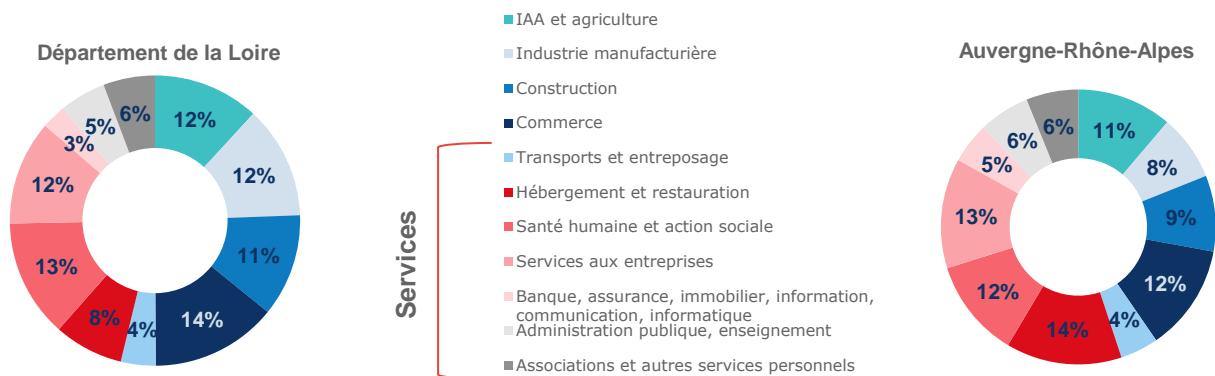 Département de la Loire
12%
12%
11%
14%
4%
8%
13%
12%
3%
5%
6%
IAA et agriculture
Industrie manufacturière
Construction
Commerce
Services
Transports et entreposage
Hébergement et restauration
Santé humaine et action sociale
Services aux entreprises
Banque, assurance, immobilier, information,
communication, informatique
Administration publique, enseignement
Associations et autres services personnels
Auvergne-Rhône-Alpes
11%
8%
9%
12%
4%
14%
12%
13%
5%
6%
6%